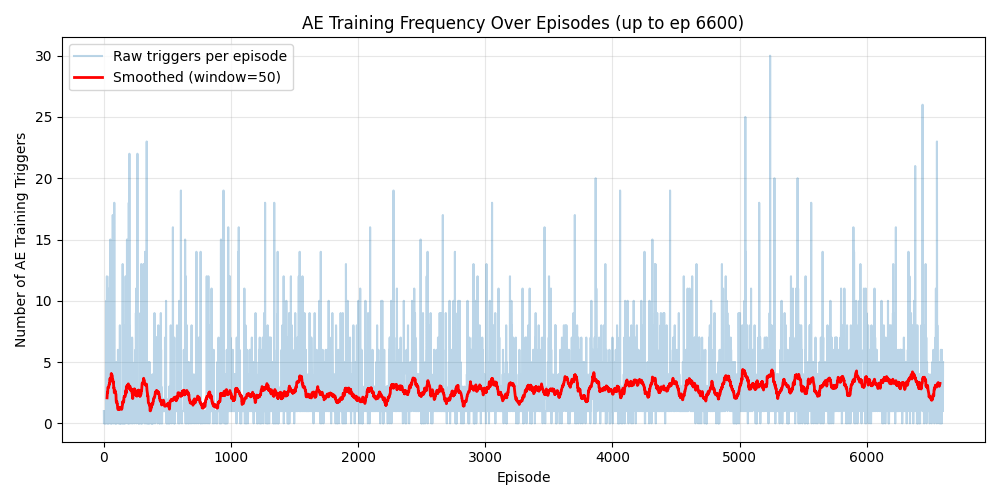 AE Training Frequency Over Episodes (up to ep 6600)
Raw triggers per episode
Smoothed (window=50)
Number of AE Training Triggers
30
25
20
15
10
5
0
0 1000 2000 3000 4000 5000 6000
Episode